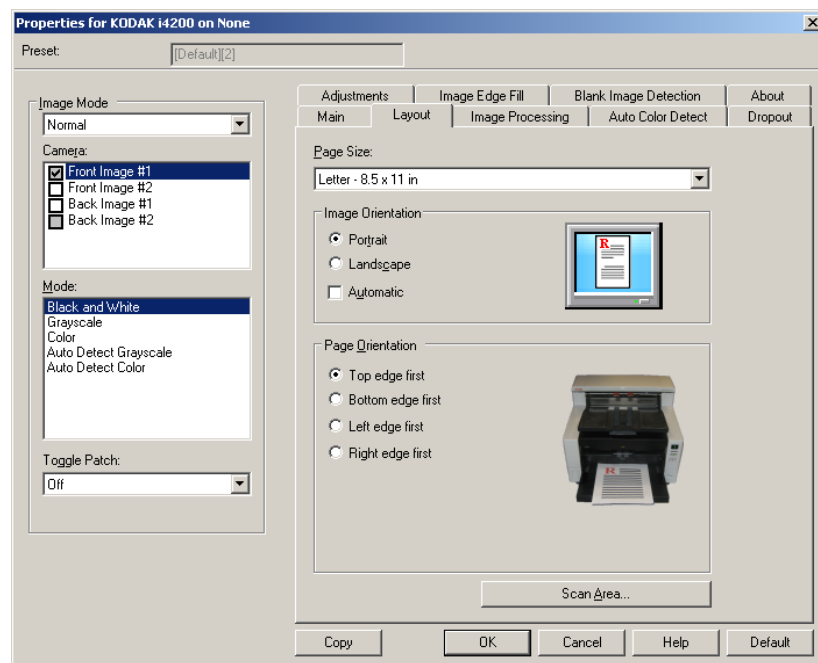 Properties for KODAK i4200 on None
Preset:
[Default][2]
Image Mode
Normal
Camera:
Front Image #1
Front Image #2
Back Image #1
Back Image #2
Mode:
Black and White
Grayscale
Color
Auto Detect Grayscale
Auto Detect Color
Toggle Patch:
Off
Adjustments Image Edge Fill Blank Image Detection About
Main Layout Image Processing Auto Color Detect Dropout
Page Size:
Letter - 8.5 x 11 in
Image Orientation
Portrait
Landscape
Automatic
R
Page Orientation
Top edge first
Bottom edge first
Left edge first
Right edge first
R
Scan Area...
Copy OK Cancel Help Default